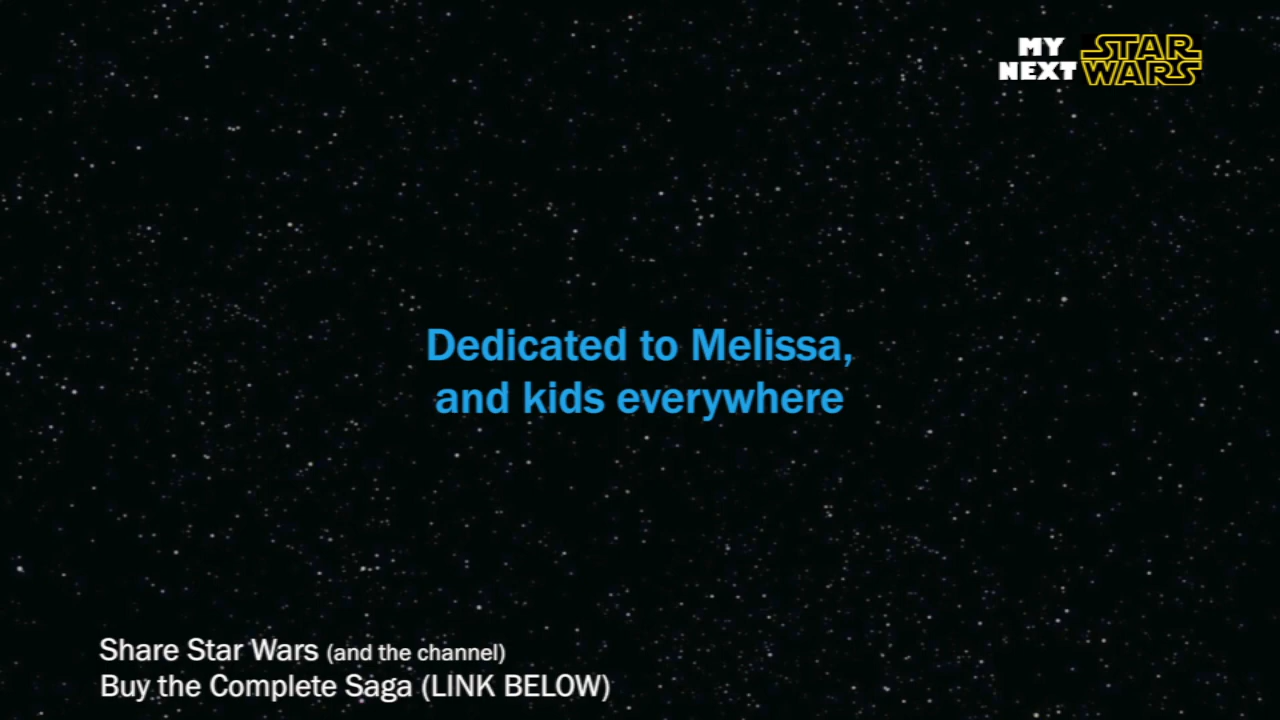 MY
NEXT
STAR
WARS
Dedicated to Melissa,
and kids everywhere
Share Star Wars (and the channel)
Buy the Complete Saga (LINK BELOW)